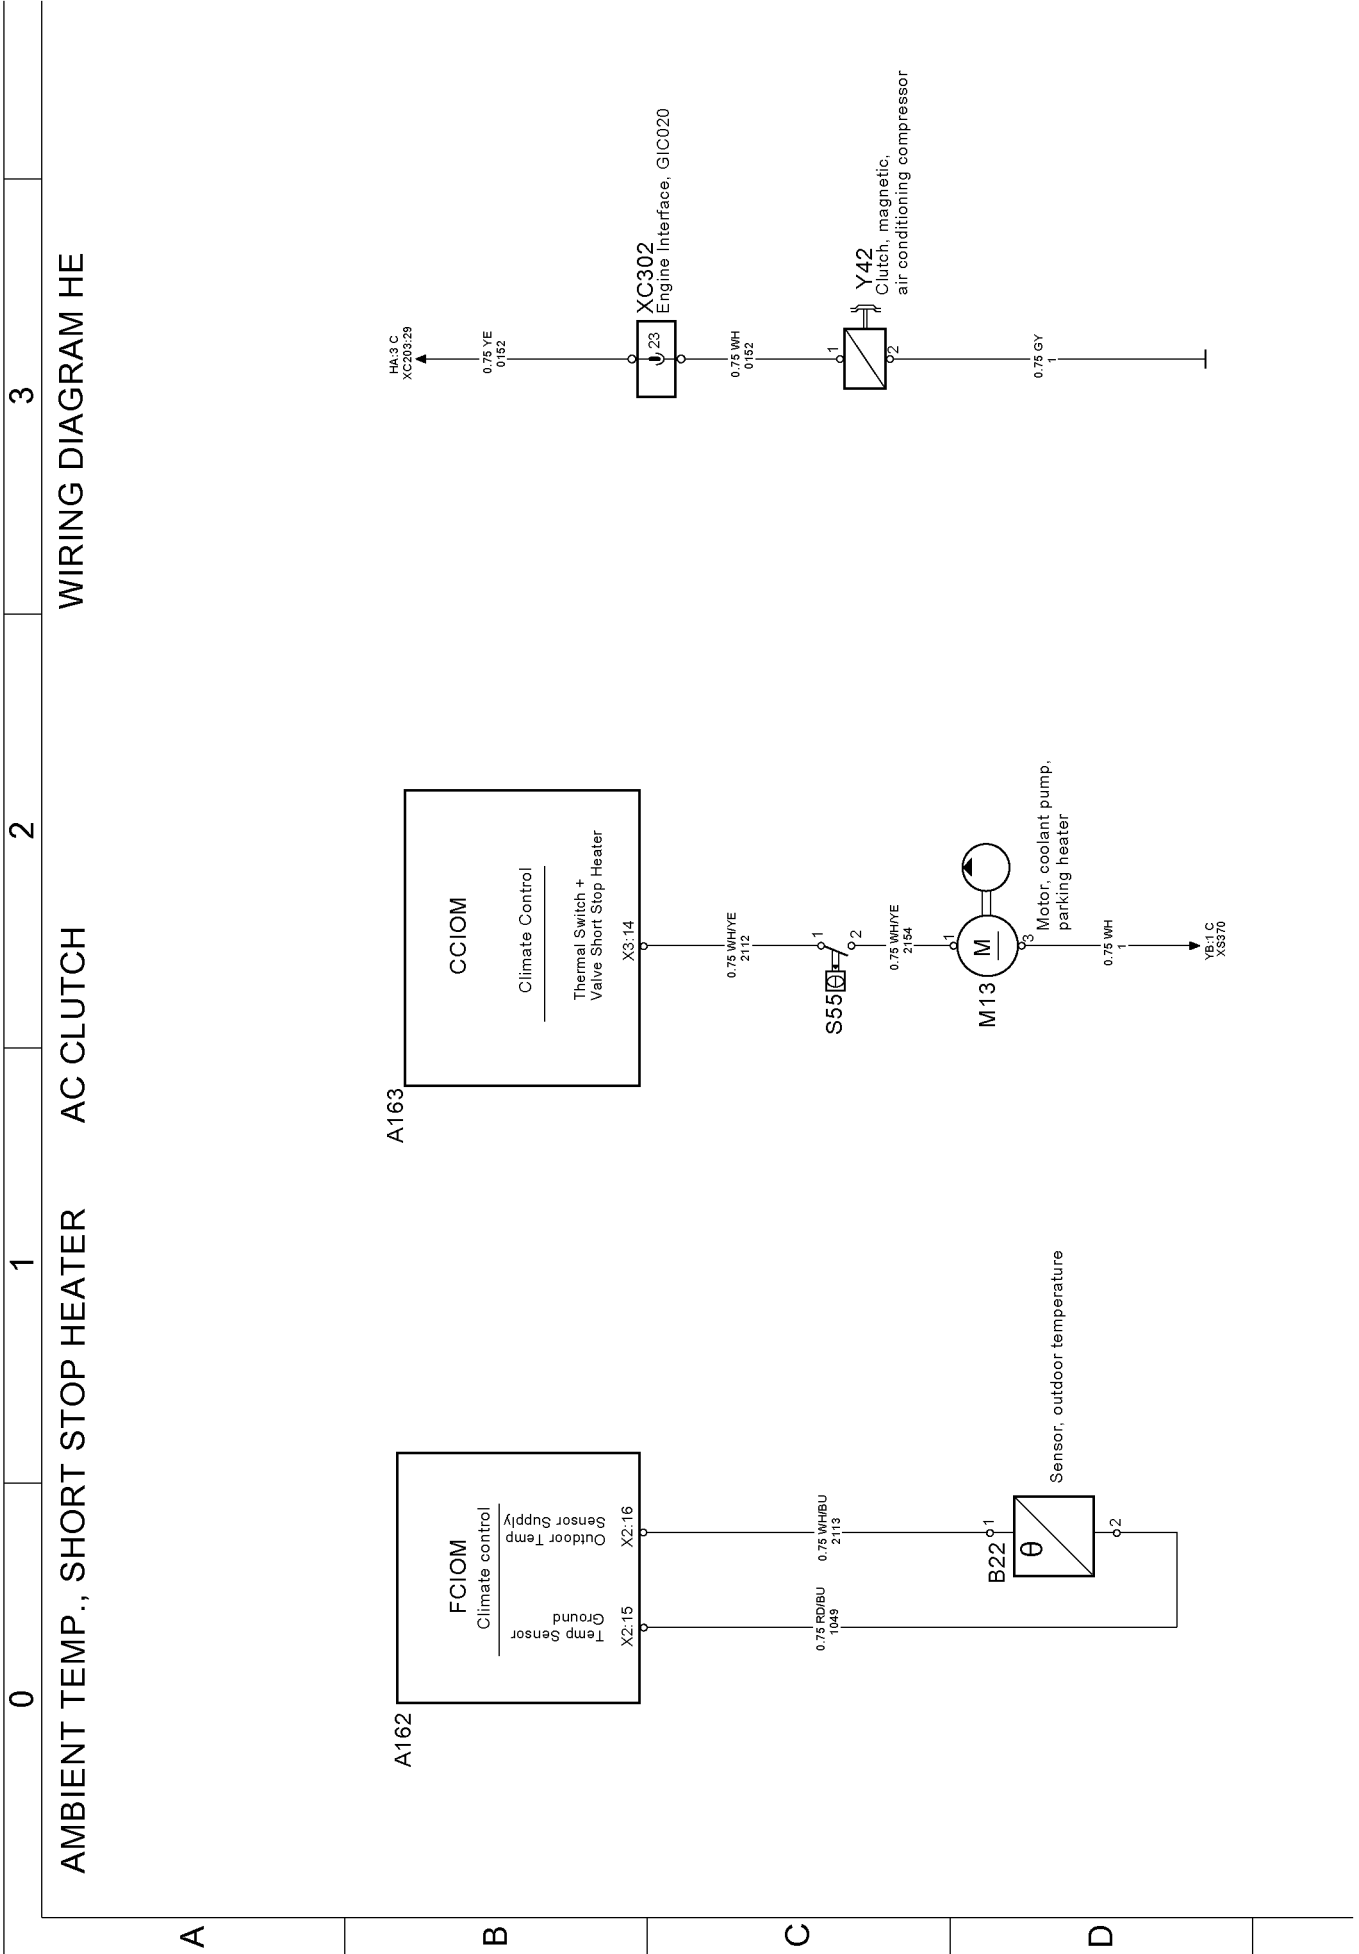 0
1
2
3
AMBIENT TEMP., SHORT STOP HEATER
AC CLUTCH
WIRING DIAGRAM HE
A
B
C
D
A162
FCIOM
Climate control
Temp Sensor
Ground
Outdoor Temp
Sensor Supply
X2:15
X2:16
0.75 RD/BU
1049
0.75 WH/BU
2113
B22
1
θ
2
Sensor, outdoor temperature
A163
CCIOM
Climate Control
Thermal Switch +
Valve Short Stop Heater
X3:14
0.75 WH/YE
2112
S55
θ
1
2
0.75 WH/YE
2154
M13
1
M
3
Motor, coolant pump,
parking heater
0.75 WH
1
YB:1 C
XS370
HA:3 C
XC203:29
0.75 YE
0152
23
XC302
Engine Interface, GIC020
0.75 WH
0152
1
2
Y42
Clutch, magnetic,
air conditioning compressor
0.75 GY
1